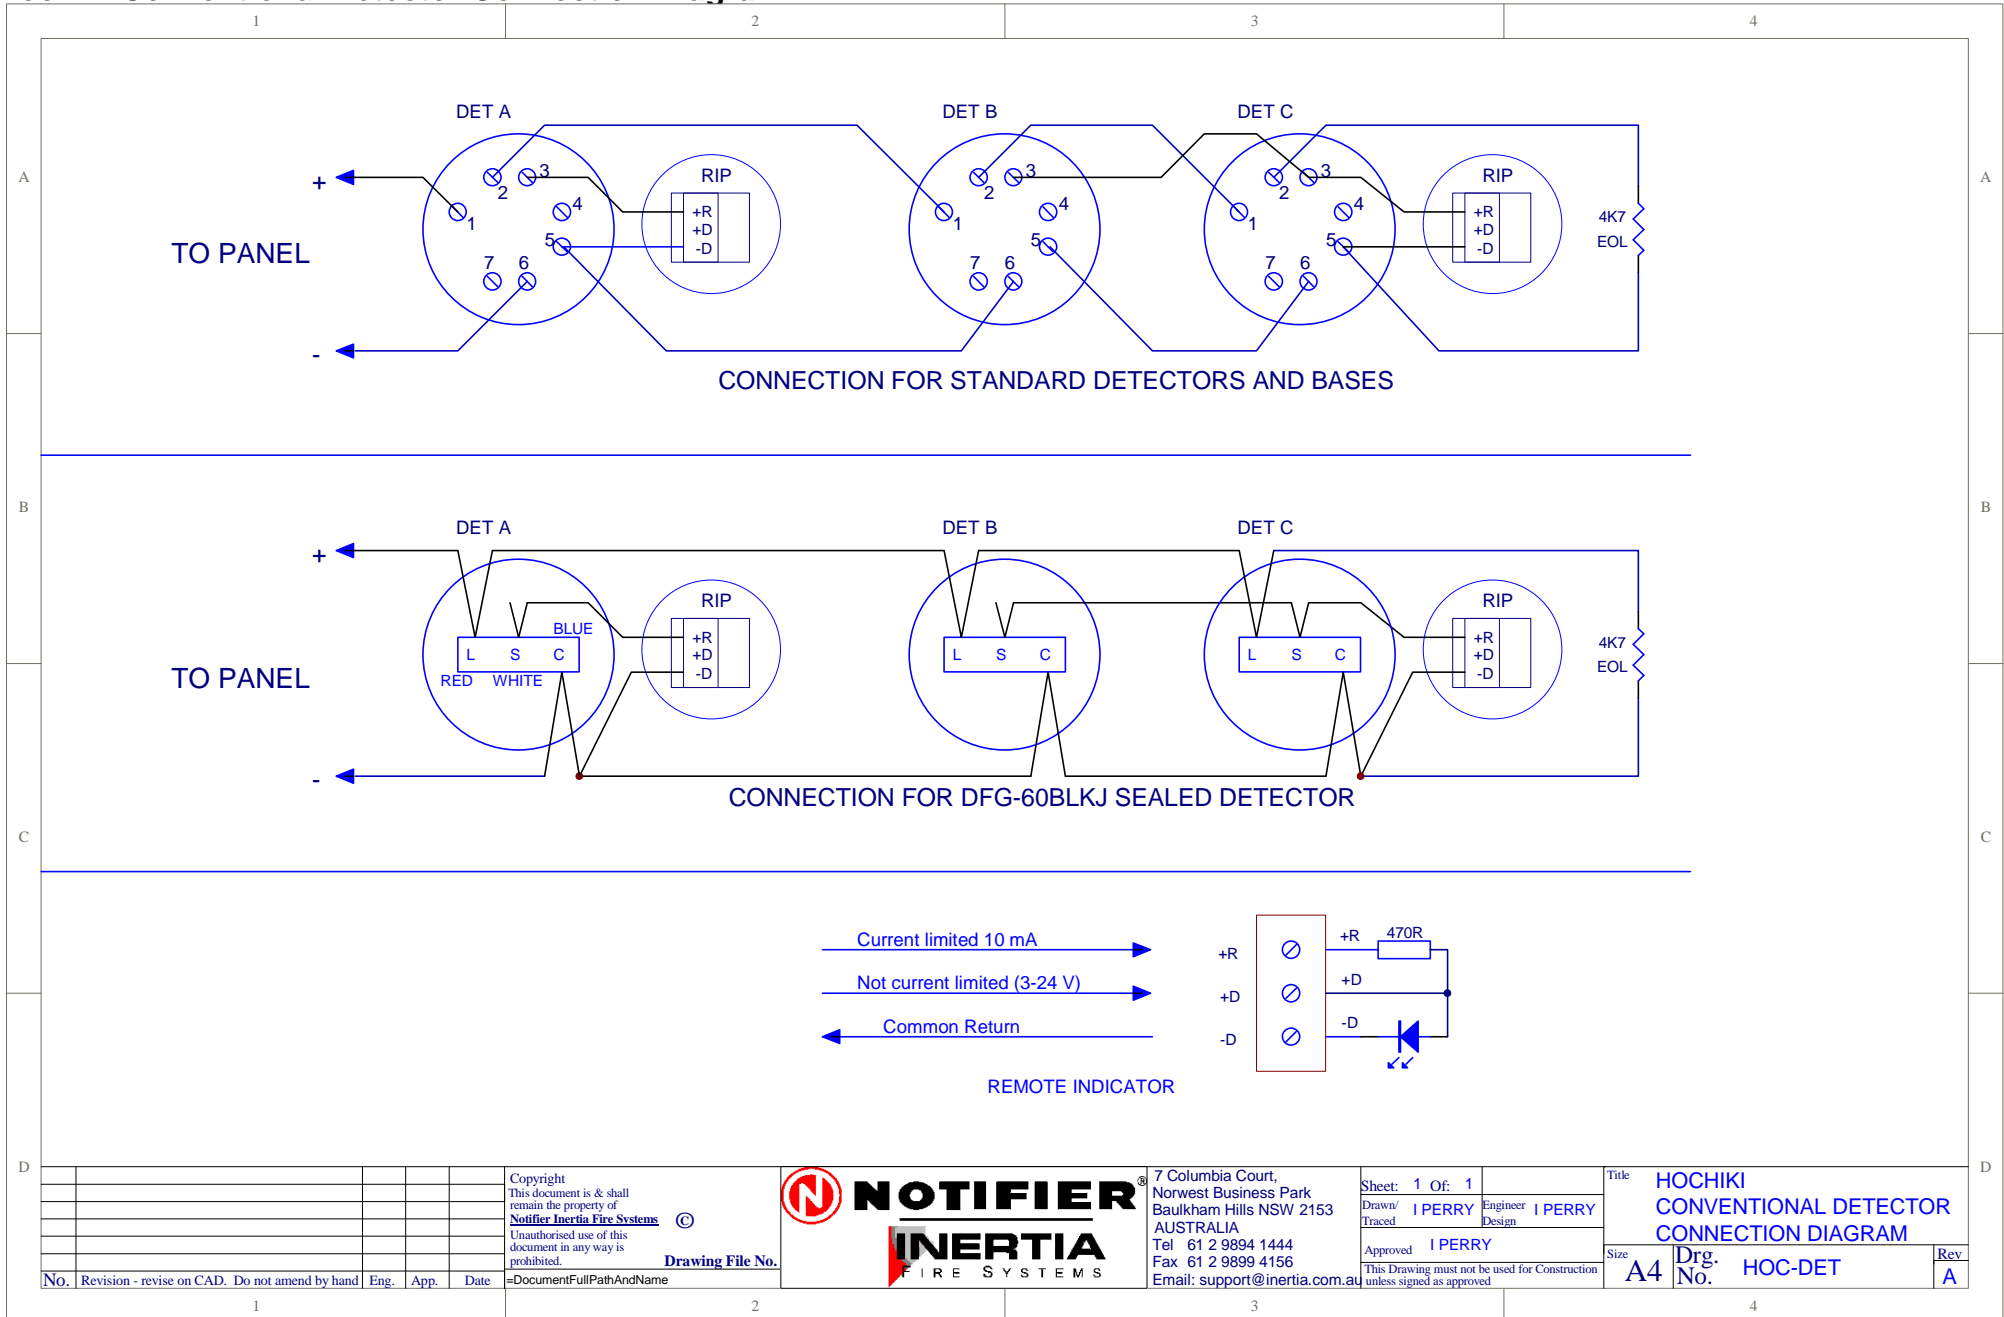 1 2 3 4
A A
DET A DET B DET C
+
TO PANEL
-
1 2 3 4 5 6 7
RIP
+R
+D
-D
1 2 3 4 5 6 7
1 2 3 4 5 6 7
RIP
+R
+D
-D
4K7
EOL
CONNECTION FOR STANDARD DETECTORS AND BASES
B B
DET A DET B DET C
+
TO PANEL
-
BLUE
L S C
RED WHITE
RIP
+R
+D
-D
L S C
L S C
RIP
+R
+D
-D
4K7
EOL
CONNECTION FOR DFG-60BLKJ SEALED DETECTOR
C C
Current limited 10 mA
Not current limited (3-24 V)
Common Return
+R
+D
-D
+R 470R
+D
-D
REMOTE INDICATOR
D D
No. Revision - revise on CAD. Do not amend by hand Eng. App. Date
Copyright
This document is & shall
remain the property of
Notifier Inertia Fire Systems ©
Unauthorised use of this
document in any way is
prohibited.
Drawing File No.
=DocumentFullPathAndName
N NOTIFIER®
INERTIA
FIRE SYSTEMS
7 Columbia Court,
Norwest Business Park
Baulkham Hills NSW 2153
AUSTRALIA
Tel 61 2 9894 1444
Fax 61 2 9899 4156
Email: support@inertia.com.au
Sheet: 1 Of: 1
Drawn/
Traced I PERRY
Engineer
Design I PERRY
Approved I PERRY
This Drawing must not be used for Construction
unless signed as approved
Title HOCHIKI
CONVENTIONAL DETECTOR
CONNECTION DIAGRAM
Size A4
Drg.
No. HOC-DET
Rev
A
1 2 3 4